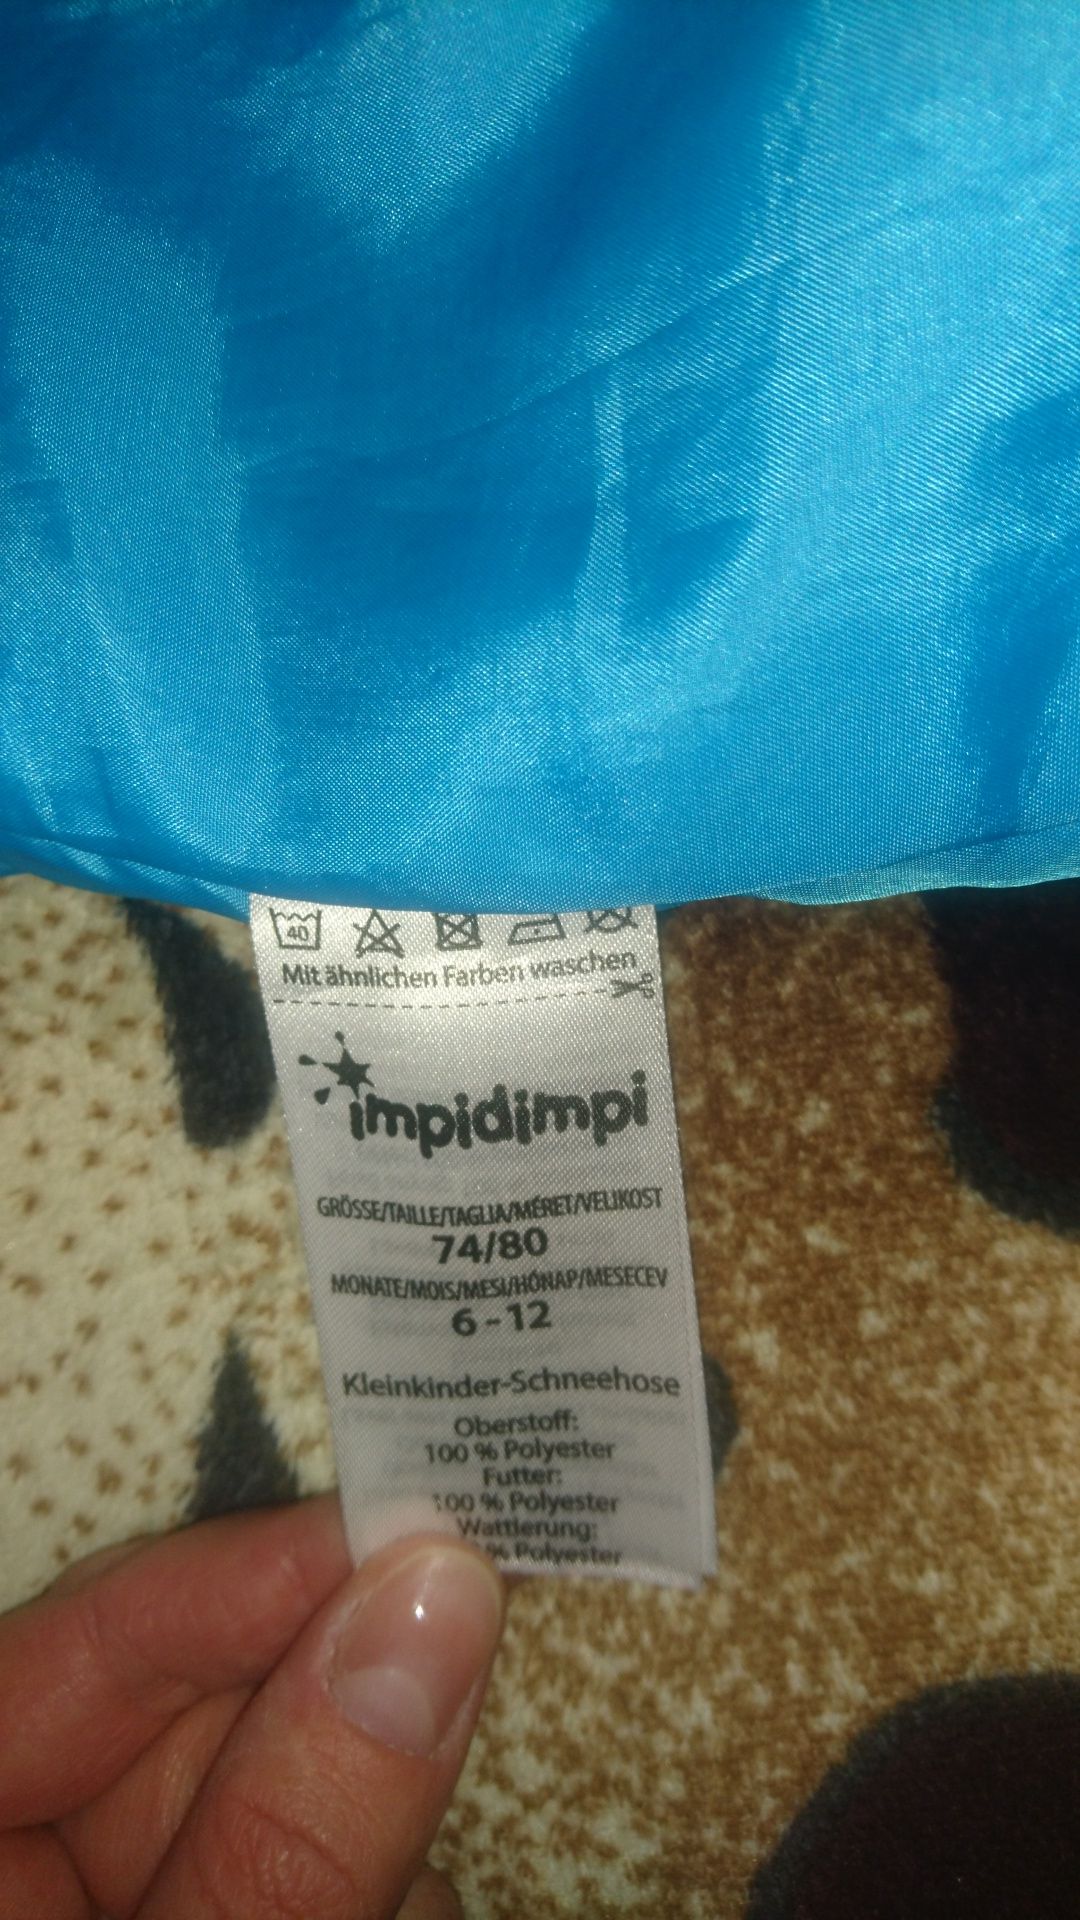 40
Mit ähnlichen Farben waschen
impidimpi
GRÖSSE/TAILLE/TAGLIA/MÉRET/VELIKOST
74/80
MONATE/MOIS/MESI/HÓNAP/MESECEV
6 - 12
Kleinkinder-Schneehose
Oberstoff:
100 % Polyester
Futter:
100 % Polyester
Wattierung:
% Polyester